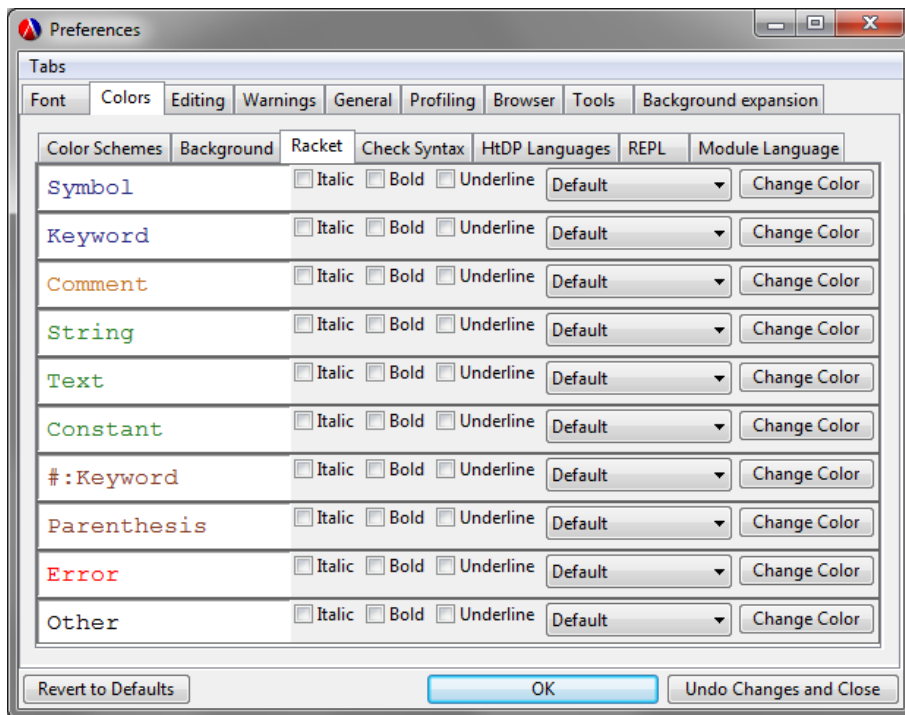 Preferences
Tabs
Font Colors Editing Warnings General Profiling Browser Tools Background expansion
Color Schemes Background Racket Check Syntax HtDP Languages REPL Module Language
Symbol Italic Bold Underline Default Change Color
Keyword Italic Bold Underline Default Change Color
Comment Italic Bold Underline Default Change Color
String Italic Bold Underline Default Change Color
Text Italic Bold Underline Default Change Color
Constant Italic Bold Underline Default Change Color
#:Keyword Italic Bold Underline Default Change Color
Parenthesis Italic Bold Underline Default Change Color
Error Italic Bold Underline Default Change Color
Other Italic Bold Underline Default Change Color
Revert to Defaults OK Undo Changes and Close